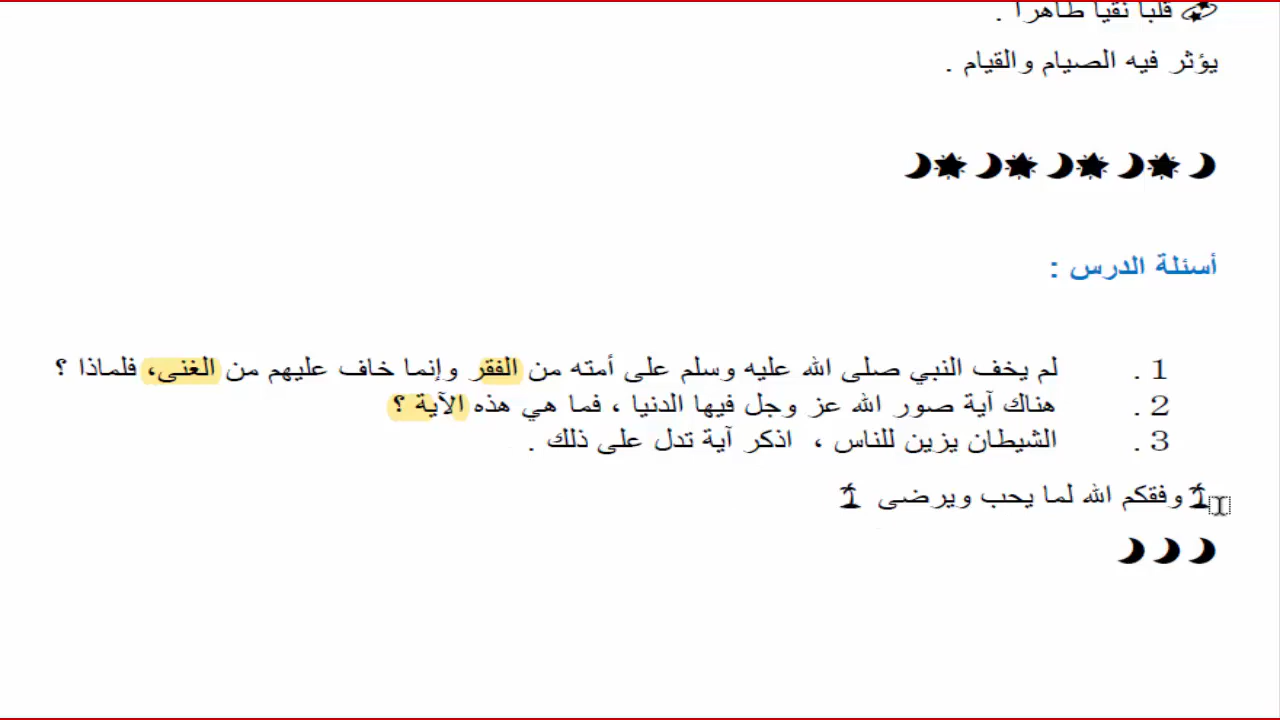 قلبا نقيا طاهرا .
يؤثر فيه الصيام والقيام .
أسئلة الدرس :
1. لم يخف النبي صلى الله عليه وسلم على أمته من الفقر وإنما خاف عليهم من الغنى، فلماذا ؟
2. هناك آية صور الله عز وجل فيها الدنيا ، فما هي هذه الآية ؟
3. الشيطان يزين للناس ، اذكر آية تدل على ذلك .
وفقكم الله لما يحب ويرضى